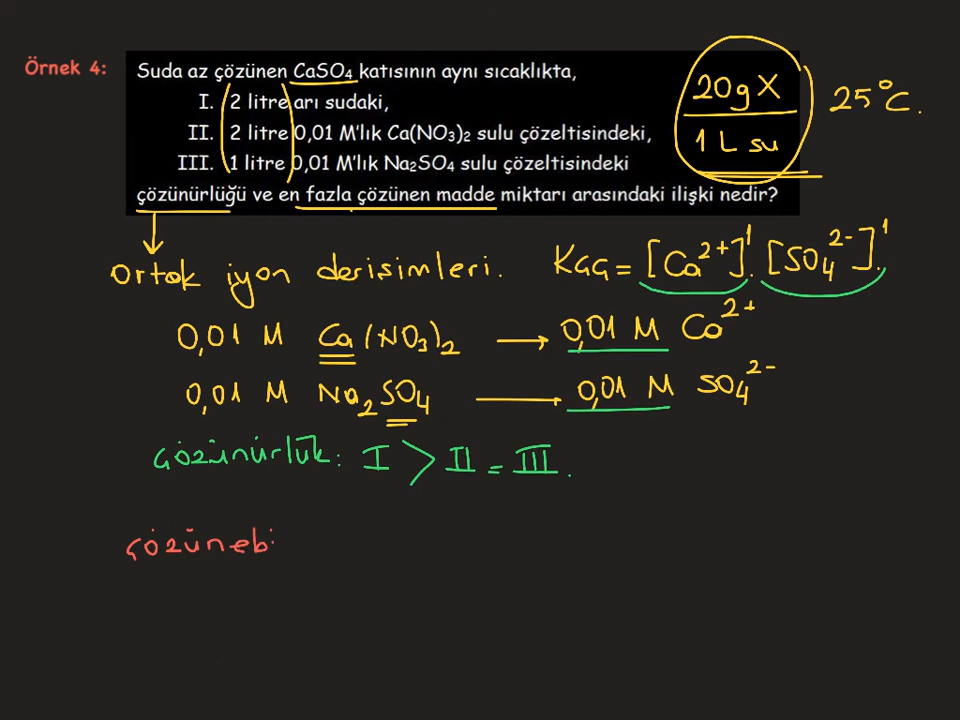 Örnek 4:
Suda az çözünen CaSO₄ katısının aynı sıcaklıkta,
I. 2 litre arı sudaki,
II. 2 litre 0,01 M'lık Ca(NO₃)₂ sulu çözeltisindeki,
III. 1 litre 0,01 M'lık Na₂SO₄ sulu çözeltisindeki
çözünürlüğü ve en fazla çözünen madde miktarı arasındaki ilişki nedir?
20g X
1 L su
25°C.
Ortak iyon derisimleri.
KGG = [Ca²⁺]¹.[SO₄²⁻]¹.
0,01 M Ca(NO₃)₂ → 0,01 M Ca²⁺
0,01 M Na₂SO₄ → 0,01 M SO₄²⁻
çözünürlük: I > II = III.
çözünebi